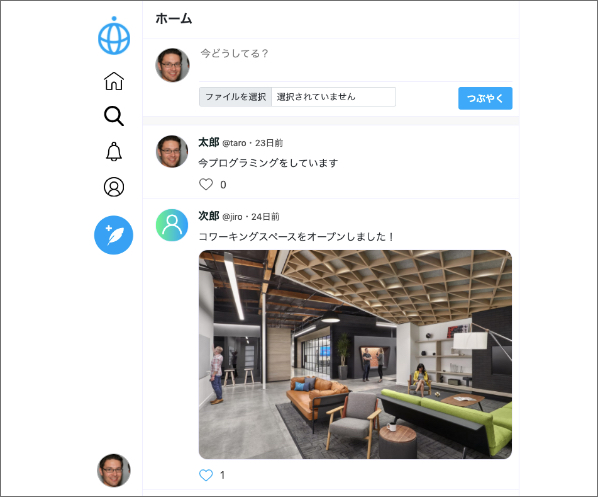 ホーム
今どうしてる？
ファイルを選択 選択されていません
つぶやく
太郎 @taro・23日前
今プログラミングをしています
0
次郎 @jiro・24日前
コワーキングスペースをオープンしました！
1